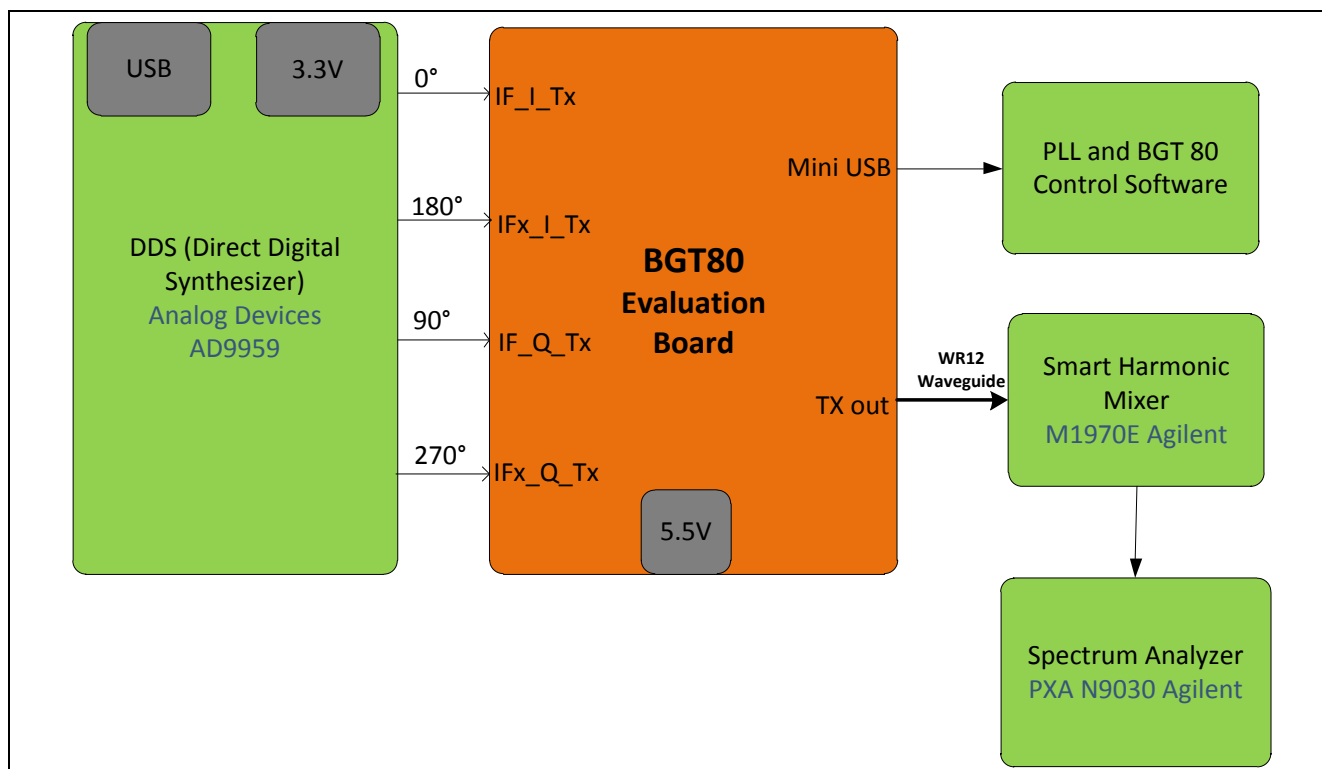 USB
3.3V
DDS (Direct Digital
Synthesizer)
Analog Devices
AD9959
0°
180°
90°
270°
IF_I_Tx
IFx_I_Tx
IF_Q_Tx
IFx_Q_Tx
BGT80
Evaluation
Board
5.5V
Mini USB
TX out
WR12
Waveguide
PLL and BGT 80
Control Software
Smart Harmonic
Mixer
M1970E Agilent
Spectrum Analyzer
PXA N9030 Agilent